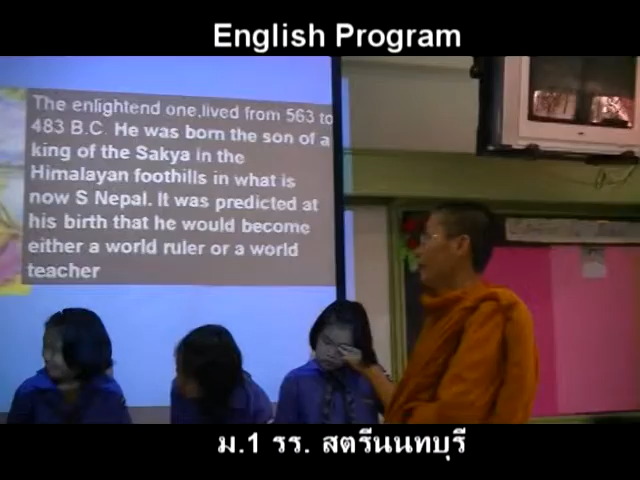 English Program
The enlightend one,lived from 563 to
483 B.C. He was born the son of a
king of the Sakya in the
Himalayan foothills in what is
now S Nepal. It was predicted at
his birth that he would become
either a world ruler or a world
teacher
ม.1 รร. สตรีนนทบุรี